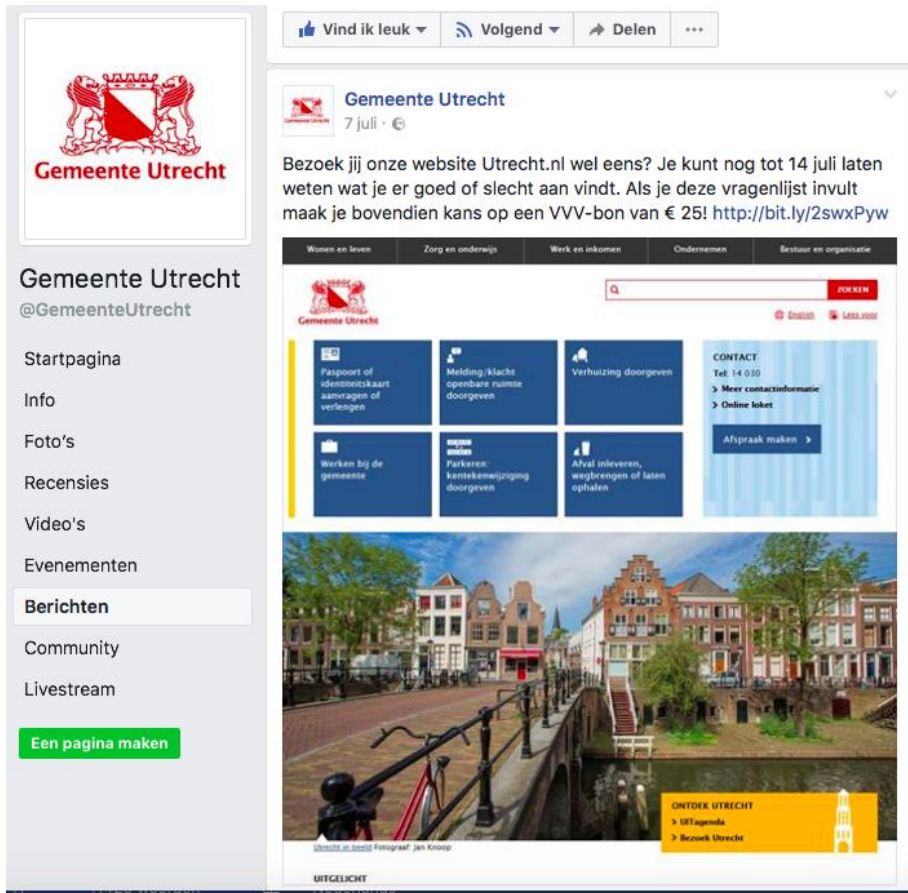 Vind ik leuk
Volgend
Delen
Gemeente Utrecht
Gemeente Utrecht
@GemeenteUtrecht
Startpagina
Info
Foto's
Recensies
Video's
Evenementen
Berichten
Community
Livestream
Een pagina maken
Gemeente Utrecht
Gemeente Utrecht
7 juli ·
Bezoek jij onze website Utrecht.nl wel eens? Je kunt nog tot 14 juli laten
weten wat je er goed of slecht aan vindt. Als je deze vragenlijst invult
maak je bovendien kans op een VVV-bon van € 25! http://bit.ly/2swxPyw
Wonen en leven
Zorg en onderwijs
Werk en inkomen
Ondernemen
Bestuur en organisatie
Gemeente Utrecht
ZOEKEN
English
Lees voor
Paspoort of
identiteitskaart
aanvragen of
verlengen
Melding/klacht
openbare ruimte
doorgeven
Verhuizing doorgeven
Werken bij de
gemeente
Parkeren:
kentekenwijziging
doorgeven
Afval inleveren,
wegbrengen of laten
ophalen
CONTACT
Tel: 14 030
> Meer contactinformatie
> Online loket
Afspraak maken >
ONTDEK UTRECHT
> UITagenda
> Bezoek Utrecht
Utrecht in beeld Fotograaf: Jan Knoop
UITGELICHT